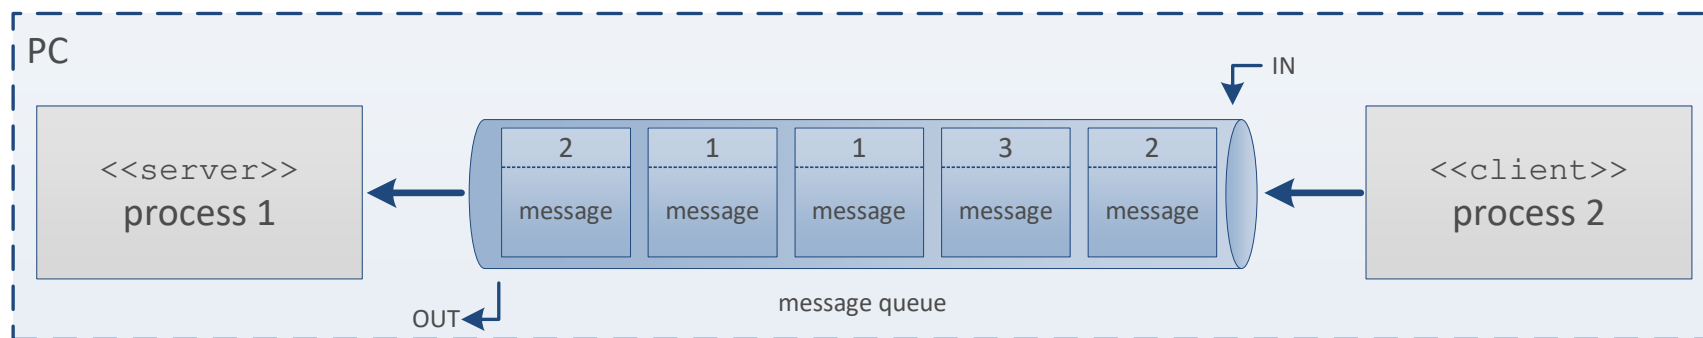 PC
IN
<<server>>
process 1
2 1 1 3 2
message message message message message
<<client>>
process 2
message queue
OUT